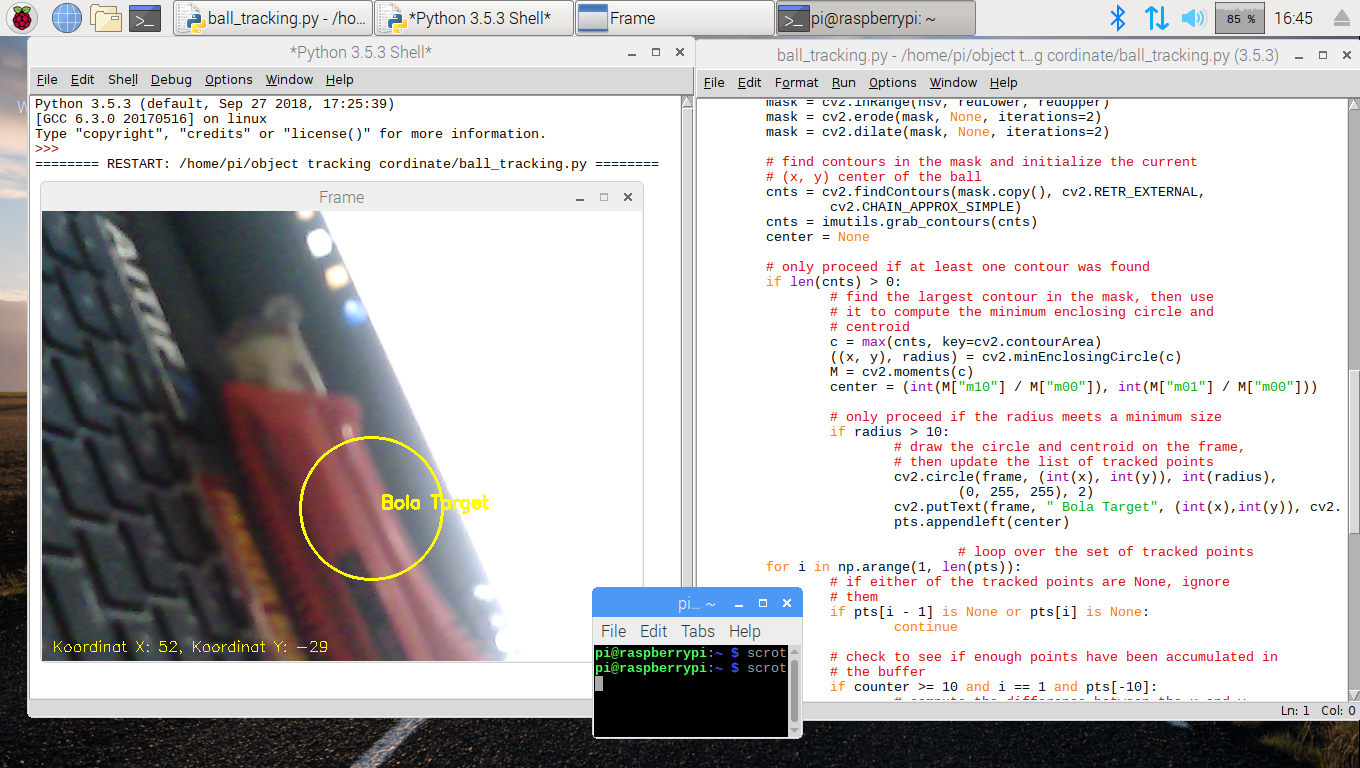 ball_tracking.py - /ho...
*Python 3.5.3 Shell*
Frame
pi@raspberrypi: ~
85 %
16:45
*Python 3.5.3 Shell*
File Edit Shell Debug Options Window Help
Python 3.5.3 (default, Sep 27 2018, 17:25:39)
[GCC 6.3.0 20170516] on linux
Type "copyright", "credits" or "license()" for more information.
>>>
======== RESTART: /home/pi/object tracking cordinate/ball_tracking.py ========
Frame
Bola Target
Koordinat X: 52, Koordinat Y: -29
pi... ~
File Edit Tabs Help
pi@raspberrypi:~ $ scrot
pi@raspberrypi:~ $ scrot
ball_tracking.py - /home/pi/object t...g cordinate/ball_tracking.py (3.5.3)
File Edit Format Run Options Window Help
mask = cv2.inRange(hsv, redLower, redUpper)
mask = cv2.erode(mask, None, iterations=2)
mask = cv2.dilate(mask, None, iterations=2)
# find contours in the mask and initialize the current
# (x, y) center of the ball
cnts = cv2.findContours(mask.copy(), cv2.RETR_EXTERNAL,
cv2.CHAIN_APPROX_SIMPLE)
cnts = imutils.grab_contours(cnts)
center = None
# only proceed if at least one contour was found
if len(cnts) > 0:
# find the largest contour in the mask, then use
# it to compute the minimum enclosing circle and
# centroid
c = max(cnts, key=cv2.contourArea)
((x, y), radius) = cv2.minEnclosingCircle(c)
M = cv2.moments(c)
center = (int(M["m10"] / M["m00"]), int(M["m01"] / M["m00"]))
# only proceed if the radius meets a minimum size
if radius > 10:
# draw the circle and centroid on the frame,
# then update the list of tracked points
cv2.circle(frame, (int(x), int(y)), int(radius),
(0, 255, 255), 2)
cv2.putText(frame, " Bola Target", (int(x),int(y)), cv2.
pts.appendleft(center)
# loop over the set of tracked points
for i in np.arange(1, len(pts)):
# if either of the tracked points are None, ignore
# them
if pts[i - 1] is None or pts[i] is None:
continue
# check to see if enough points have been accumulated in
# the buffer
if counter >= 10 and i == 1 and pts[-10]:
# compute the difference between the x and y
Ln: 1 Col: 0